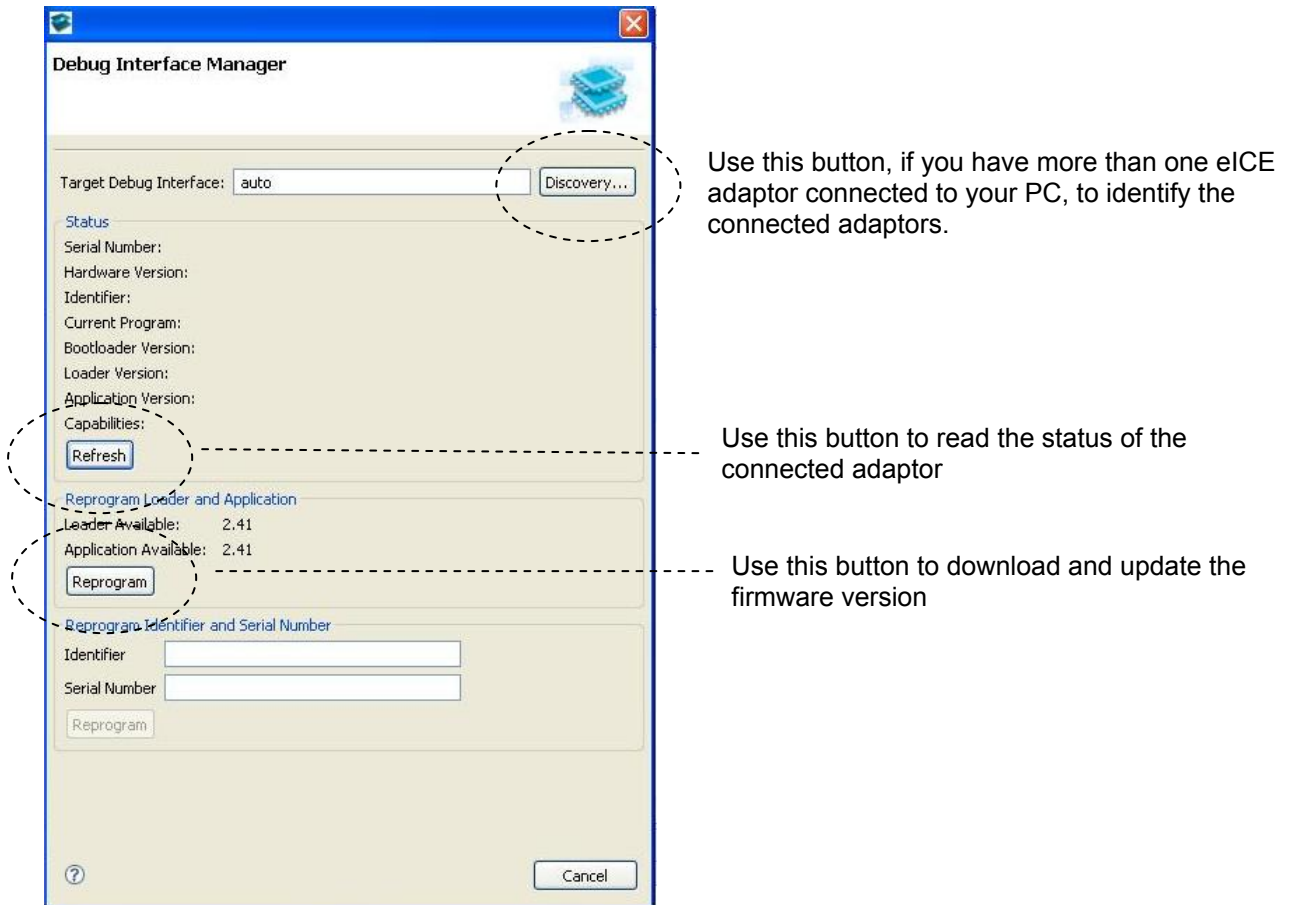 Debug Interface Manager
Target Debug Interface: auto Discovery...
Use this button, if you have more than one eICE
adaptor connected to your PC, to identify the
connected adaptors.
Status
Serial Number:
Hardware Version:
Identifier:
Current Program:
Bootloader Version:
Loader Version:
Application Version:
Capabilities:
Refresh
Use this button to read the status of the
connected adaptor
Reprogram Loader and Application
Loader Available: 2.41
Application Available: 2.41
Reprogram
Use this button to download and update the
firmware version
Reprogram Identifier and Serial Number
Identifier
Serial Number
Reprogram
? Cancel